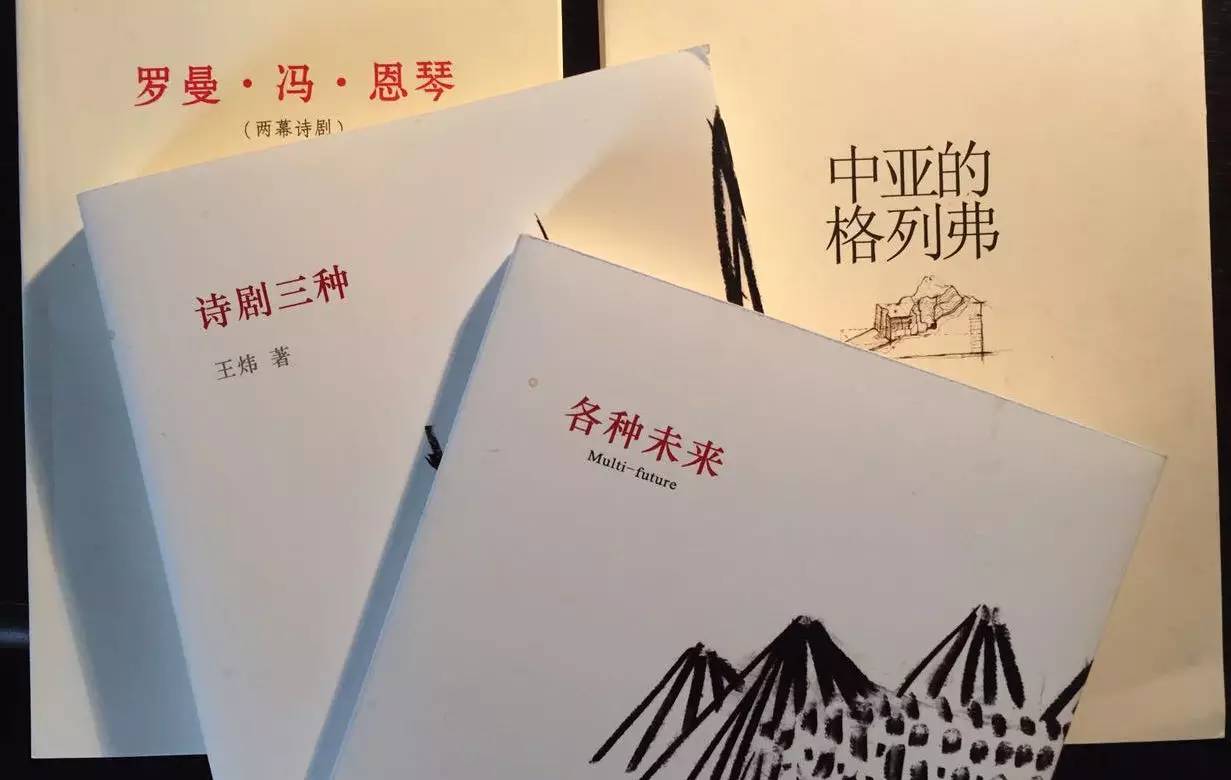 罗曼·冯·恩琴
（两幕诗剧）
中亚的
格列弗
诗剧三种
王炜 著
各种未来
Multi-future